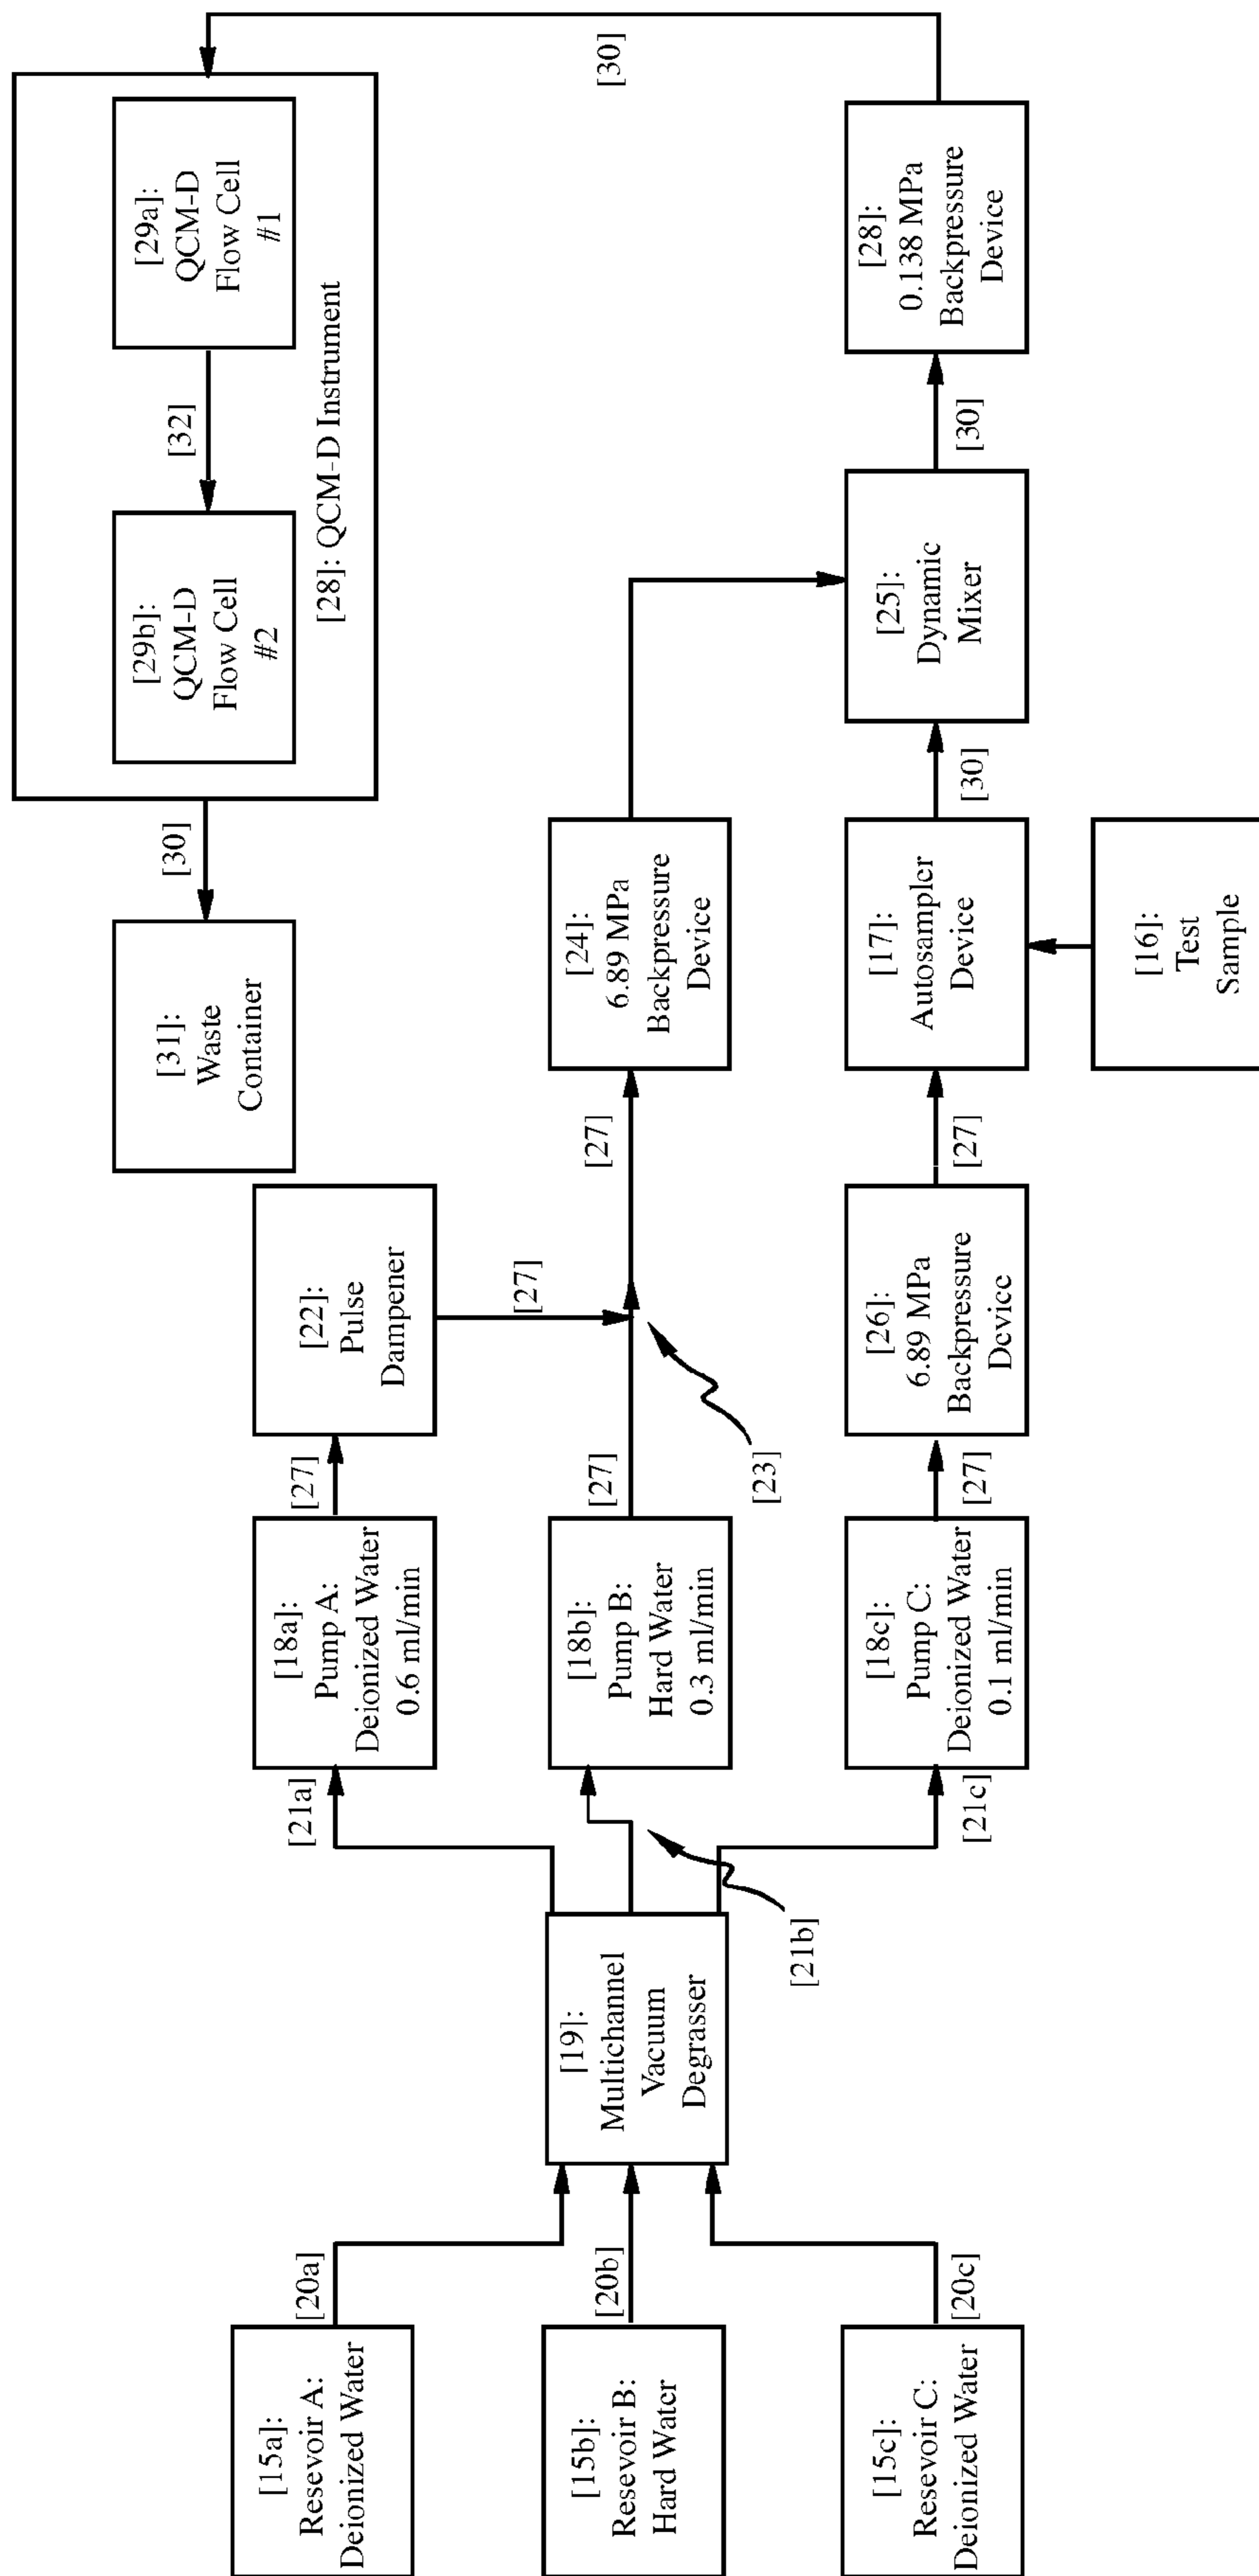 [15a]:
Resevoir A:
Deionized Water
[15b]:
Resevoir B:
Hard Water
[15c]:
Resevoir C:
Deionized Water
[20a]
[20b]
[20c]
[19]:
Multichannel
Vacuum
Degrasser
[21a]
[21b]
[21c]
[18a]:
Pump A:
Deionized Water
0.6 ml/min
[18b]:
Pump B:
Hard Water
0.3 ml/min
[18c]:
Pump C:
Deionized Water
0.1 ml/min
[27]
[27]
[27]
[23]
[22]:
Pulse
Dampener
[27]
[26]:
6.89 MPa
Backpressure
Device
[27]
[27]
[24]:
6.89 MPa
Backpressure
Device
[17]:
Autosampler
Device
[16]:
Test
Sample
[30]
[25]:
Dynamic
Mixer
[30]
[28]:
0.138 MPa
Backpressure
Device
[30]
[29a]:
QCM-D
Flow Cell
#1
[32]
[29b]:
QCM-D
Flow Cell
#2
[28]: QCM-D Instrument
[30]
[31]:
Waste
Container